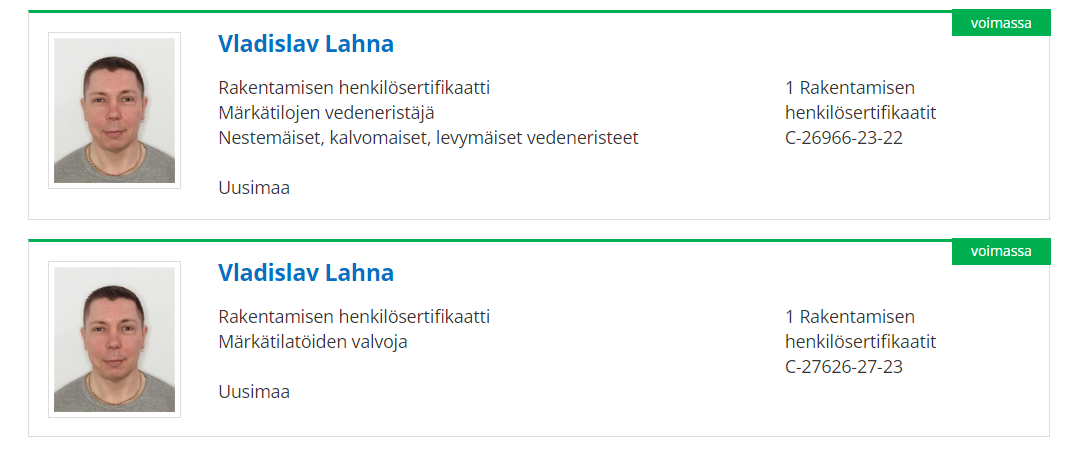 voimassa
Vladislav Lahna
Rakentamisen henkilösertifikaatti
Märkätilojen vedeneristäjä
Nestemäiset, kalvomaiset, levymäiset vedeneristeet
Uusimaa
1 Rakentamisen
henkilösertifikaatit
C-26966-23-22
voimassa
Vladislav Lahna
Rakentamisen henkilösertifikaatti
Märkätilatöiden valvoja
Uusimaa
1 Rakentamisen
henkilösertifikaatit
C-27626-27-23